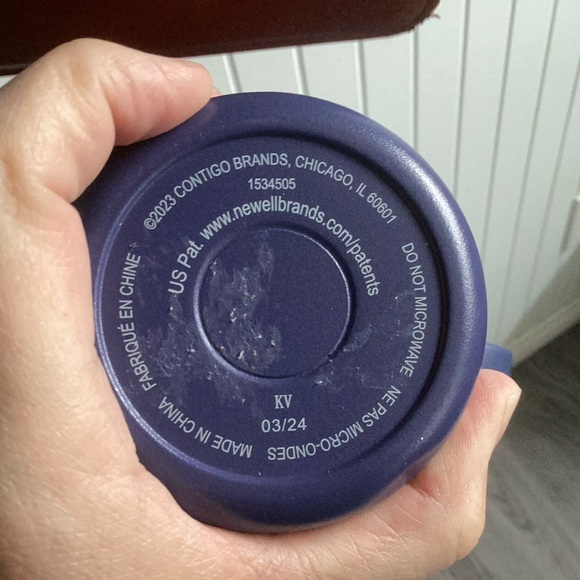 ©2023 CONTIGO BRANDS, CHICAGO, IL 60601
1534505
US Pat. www.newellbrands.com/patents
DO NOT MICROWAVE
NE PAS MICRO-ONDES
MADE IN CHINA
FABRIQUÉ EN CHINE
KV
03/24